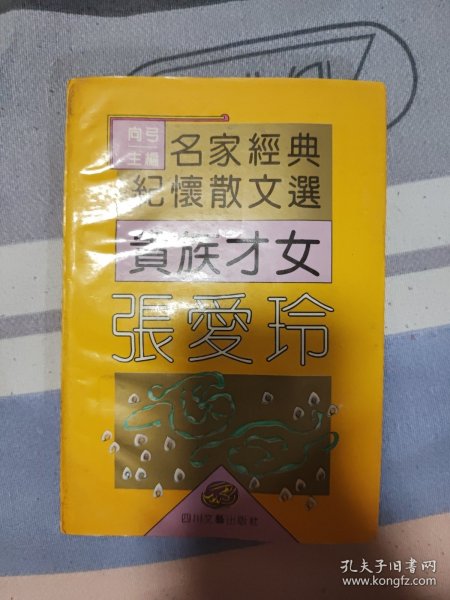 向弓
主編
名家經典
紀懷散文選
貴族才女
張愛玲
四川文藝出版社
孔夫子旧书网
www.kongfz.com